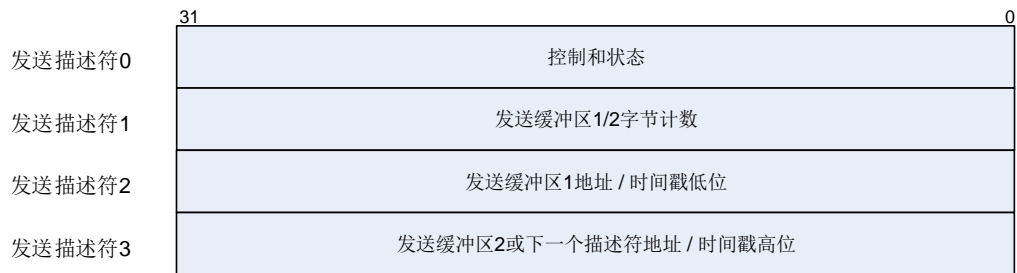 31 0
发送描述符0 控制和状态
发送描述符1 发送缓冲区1/2字节计数
发送描述符2 发送缓冲区1地址 / 时间戳低位
发送描述符3 发送缓冲区2或下一个描述符地址 / 时间戳高位